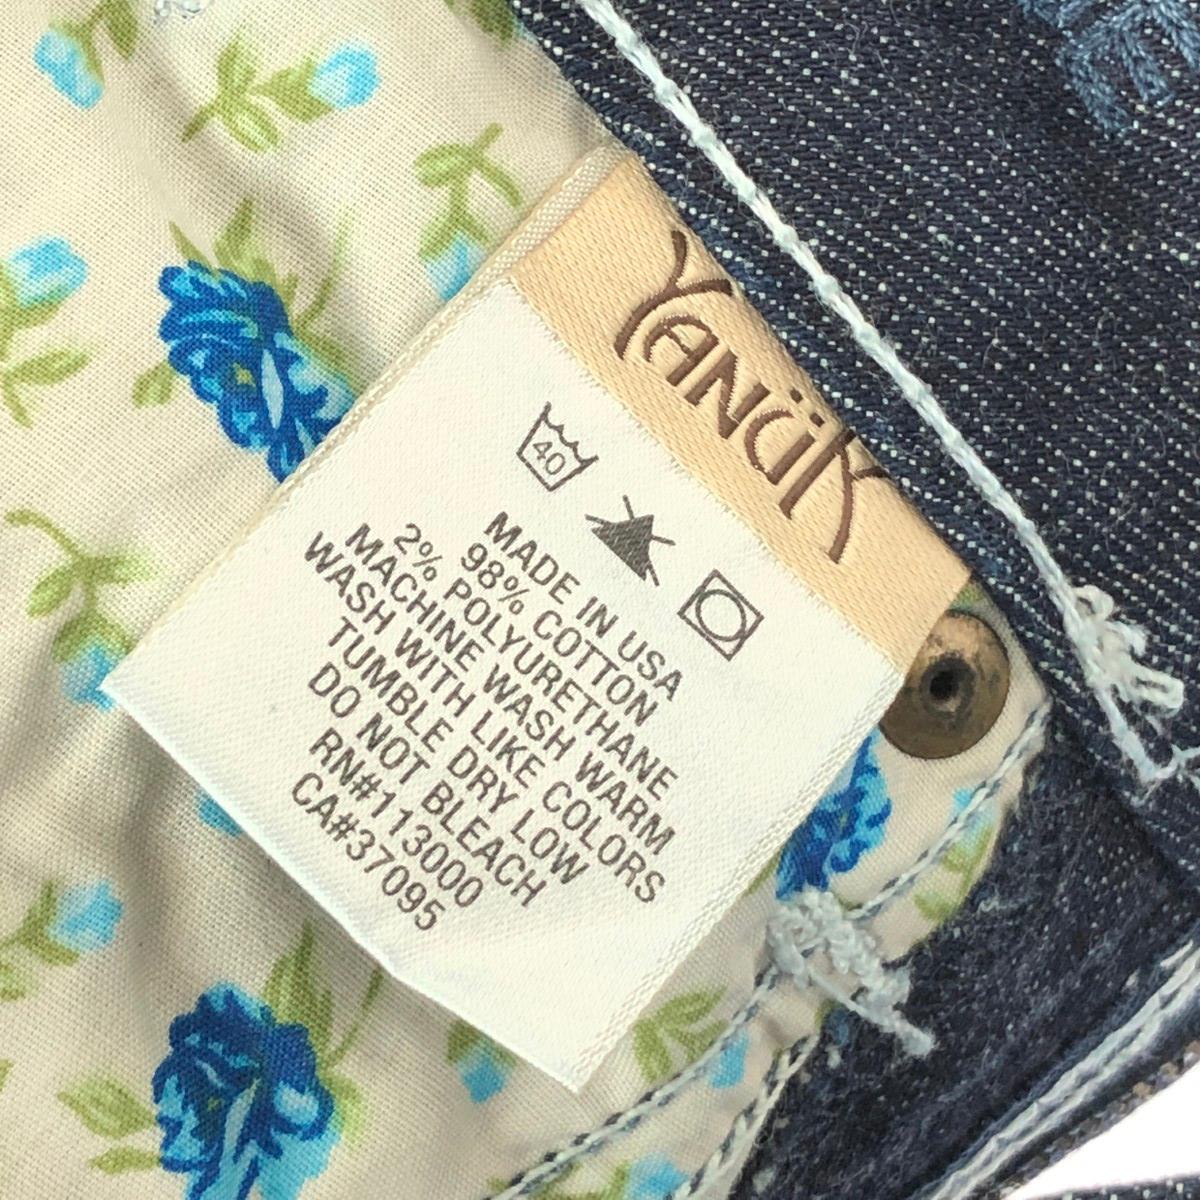 YANÜK
40
MADE IN USA
98% COTTON
2% POLYURETHANE
MACHINE WASH WARM
WASH WITH LIKE COLORS
TUMBLE DRY LOW
DO NOT BLEACH
RN#113000
CA#37095